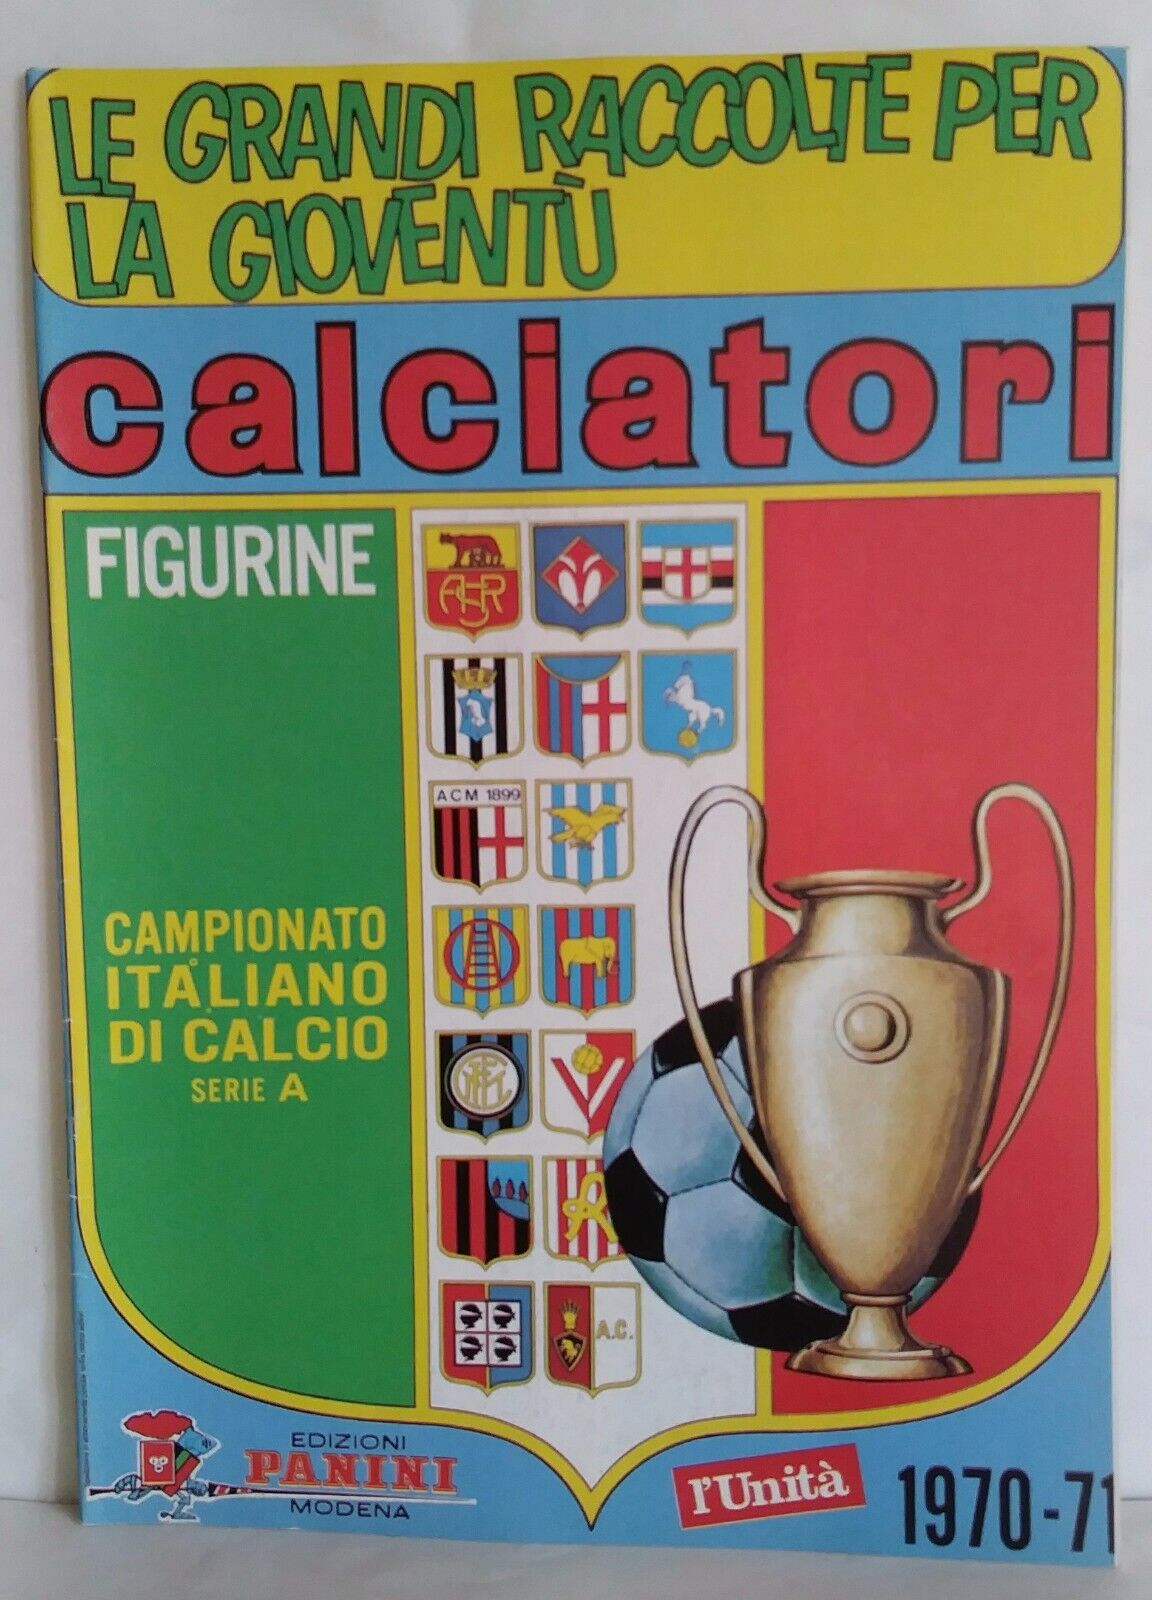 LE GRANDI RACCOLTE PER
LA GIOVENTÙ
calciatori
FIGURINE
ASR
ACM 1899
CAMPIONATO
ITALIANO
DI CALCIO
SERIE A
A.C.
EDIZIONI
PANINI
MODENA
l'Unità
1970-71